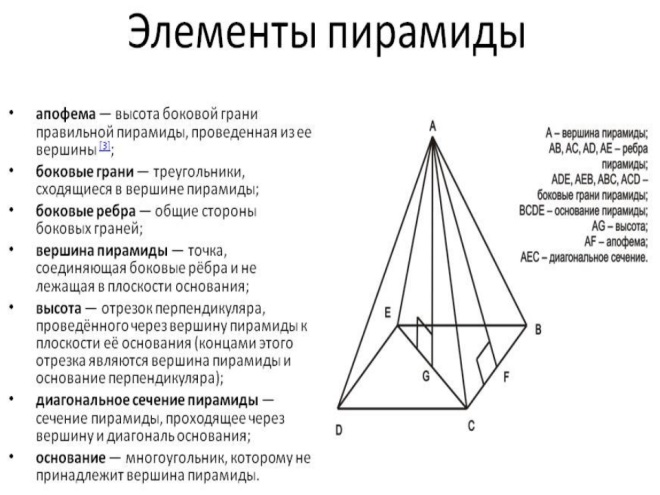 Элементы пирамиды
• апофема — высота боковой грани
правильной пирамиды, проведенная из ее
вершины [3];
• боковые грани — треугольники,
сходящиеся в вершине пирамиды;
• боковые ребра — общие стороны
боковых граней;
• вершина пирамиды — точка,
соединяющая боковые рёбра и не
лежащая в плоскости основания;
• высота — отрезок перпендикуляра,
проведённого через вершину пирамиды к
плоскости её основания (концами этого
отрезка являются вершина пирамиды и
основание перпендикуляра);
• диагональное сечение пирамиды —
сечение пирамиды, проходящее через
вершину и диагональ основания;
• основание — многоугольник, которому не
принадлежит вершина пирамиды.
A
E
B
G
F
D
C
A – вершина пирамиды;
AB, AC, AD, AE – ребра
пирамиды;
ADE, AEB, ABC, ACD –
боковые грани пирамиды;
BCDE – основание пирамиды;
AG – высота;
AF – апофема;
AEC – диагональное сечение.